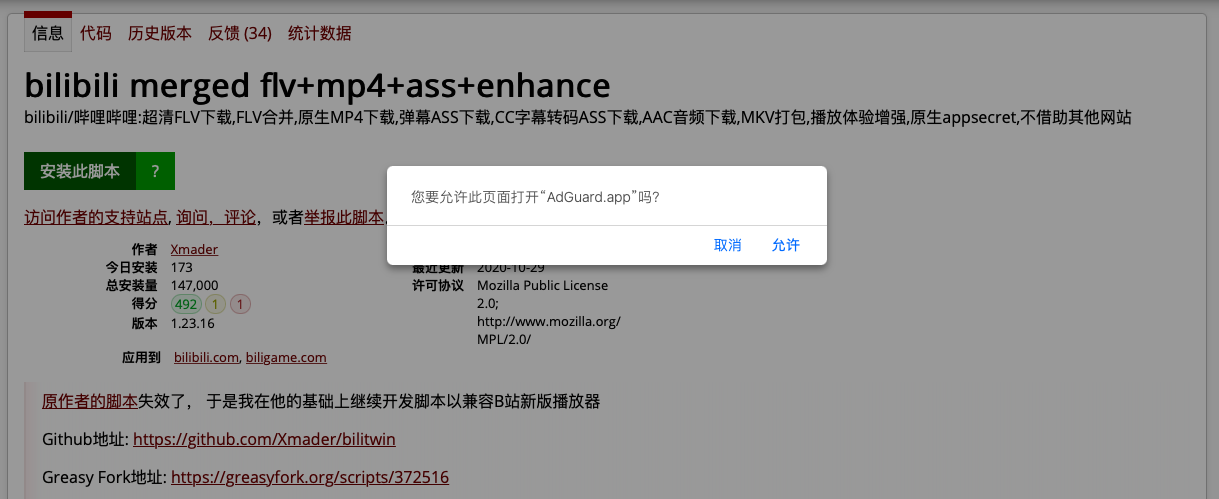 信息 代码 历史版本 反馈 (34) 统计数据
bilibili merged flv+mp4+ass+enhance
bilibili/哔哩哔哩:超清FLV下载,FLV合并,原生MP4下载,弹幕ASS下载,CC字幕转码ASS下载,AAC音频下载,MKV打包,播放体验增强,原生appsecret,不借助其他网站
安装此脚本 ?
您要允许此页面打开“AdGuard.app”吗?
取消 允许
访问作者的支持站点, 询问，评论，或者举报此脚本.
作者 Xmader
今日安装 173
总安装量 147,000
得分 492 1 1
版本 1.23.16
最近更新 2020-10-29
许可协议 Mozilla Public License
2.0;
http://www.mozilla.org/
MPL/2.0/
应用到 bilibili.com, biligame.com
原作者的脚本失效了， 于是我在他的基础上继续开发脚本以兼容B站新版播放器
Github地址: https://github.com/Xmader/bilitwin
Greasy Fork地址: https://greasyfork.org/scripts/372516